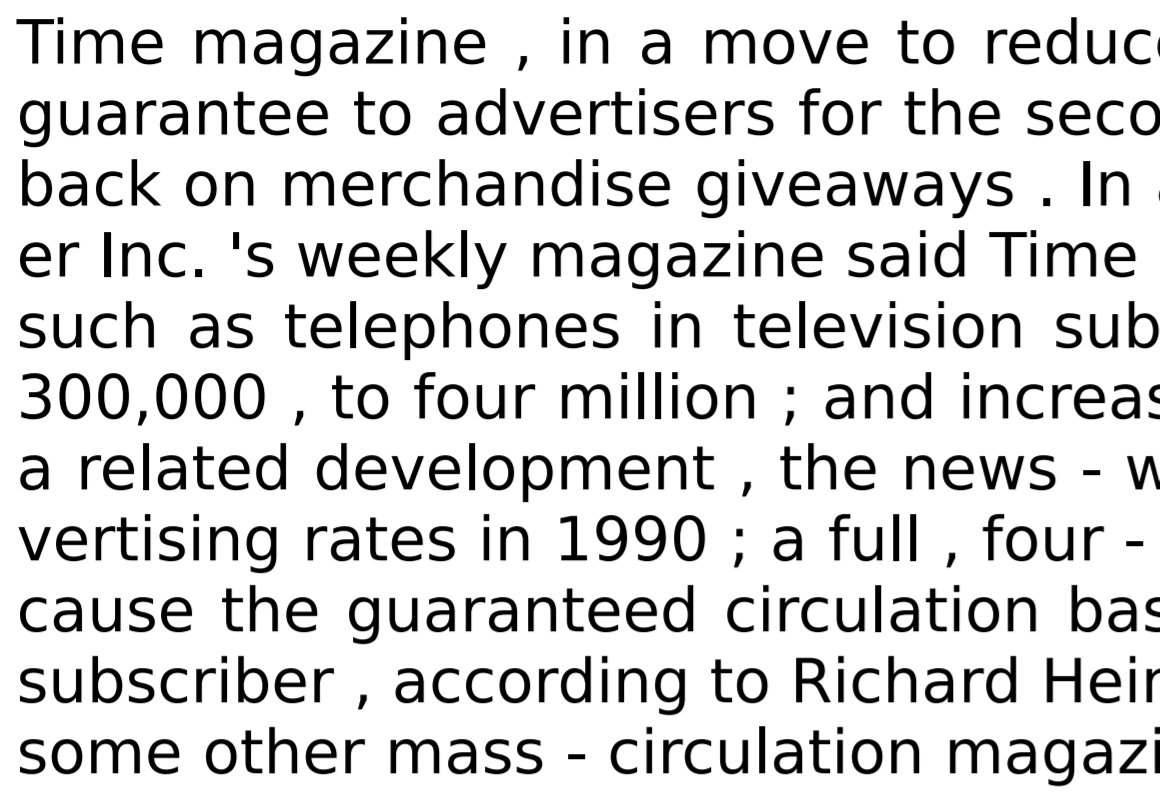 Time magazine , in a move to reduc
guarantee to advertisers for the seco
back on merchandise giveaways . In
er Inc. 's weekly magazine said Time
such as telephones in television sub
300,000 , to four million ; and increas
a related development , the news - w
vertising rates in 1990 ; a full , four -
cause the guaranteed circulation bas
subscriber , according to Richard Hein
some other mass - circulation magazi